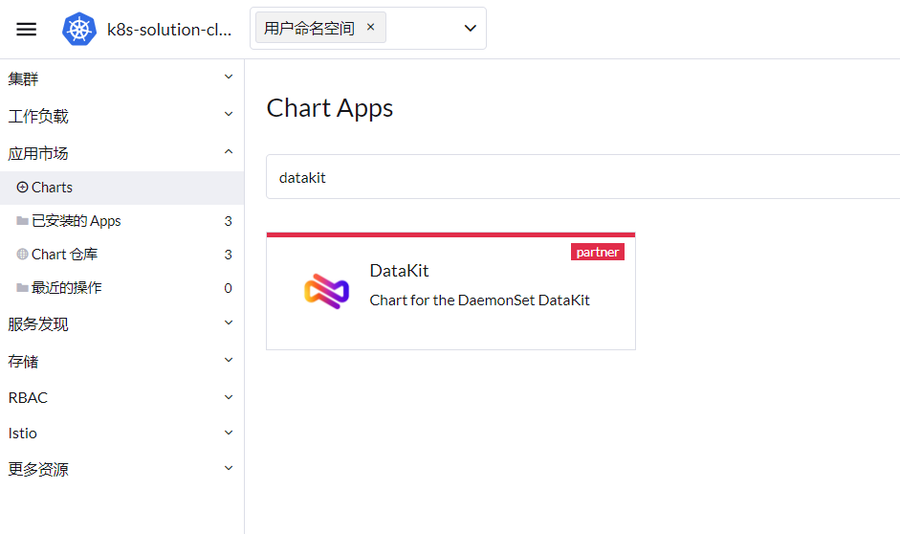 k8s-solution-cl...
用户命名空间 ×
集群
工作负载
应用市场
Charts
已安装的 Apps 3
Chart 仓库 3
最近的操作 0
服务发现
存储
RBAC
Istio
更多资源
Chart Apps
datakit
partner
DataKit
Chart for the DaemonSet DataKit